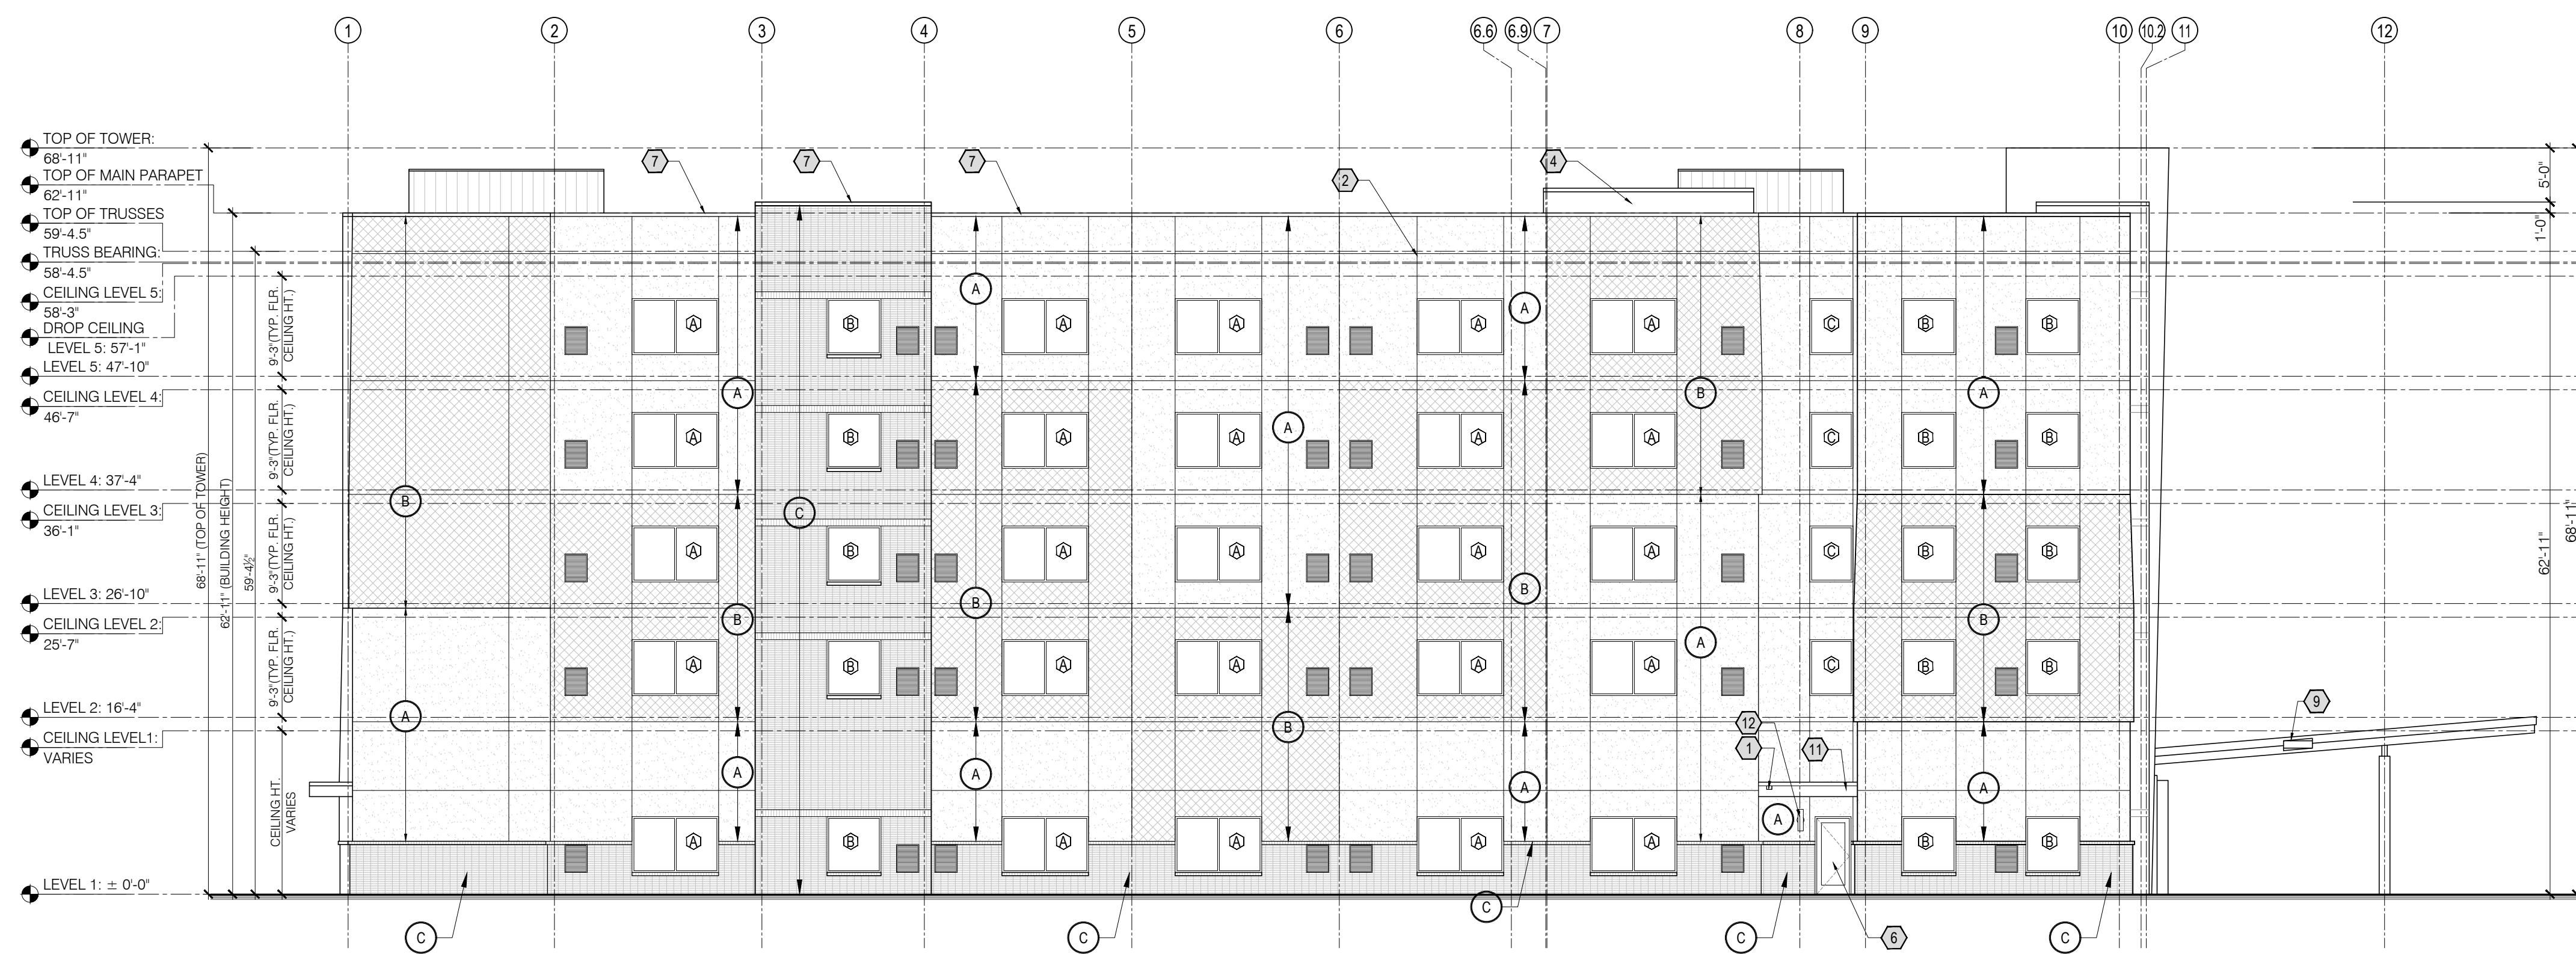 1 2 3 4 5 6 6.6 6.9 7 8 9 10 10.2 11 12
TOP OF TOWER:
68'-11"
TOP OF MAIN PARAPET
62'-11"
TOP OF TRUSSES
59'-4.5"
TRUSS BEARING:
58'-4.5"
CEILING LEVEL 5:
58'-3"
DROP CEILING
LEVEL 5: 57'-1"
LEVEL 5: 47'-10"
CEILING LEVEL 4:
46'-7"
LEVEL 4: 37'-4"
CEILING LEVEL 3:
36'-1"
LEVEL 3: 26'-10"
CEILING LEVEL 2:
25'-7"
LEVEL 2: 16'-4"
CEILING LEVEL1:
VARIES
LEVEL 1: ± 0'-0"
68'-11" (TOP OF TOWER)
62'-11" (BUILDING HEIGHT)
59'-4½"
9'-3"(TYP. FLR.
CEILING HT.)
9'-3"(TYP. FLR.
CEILING HT.)
9'-3"(TYP. FLR.
CEILING HT.)
9'-3"(TYP. FLR.
CEILING HT.)
CEILING HT.
VARIES
7 7 7 2 14
A A
A B A A A A C B B
A B A A B A
A B A A A A C B B
B C
A B A A A A C B B
B B B B
A A
A B A A A A C B B
A B
12
1 11 9
A A A A
A
A B A A A A B B
C C C C C
6
5'-0"
1'-0"
62'-11"
68'-11"